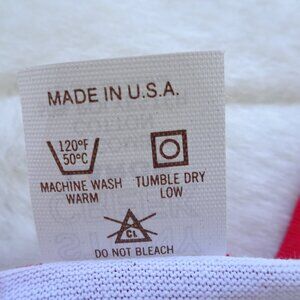 MADE IN U.S.A.
120°F
50°C
MACHINE WASH
WARM
TUMBLE DRY
LOW
CL
DO NOT BLEACH